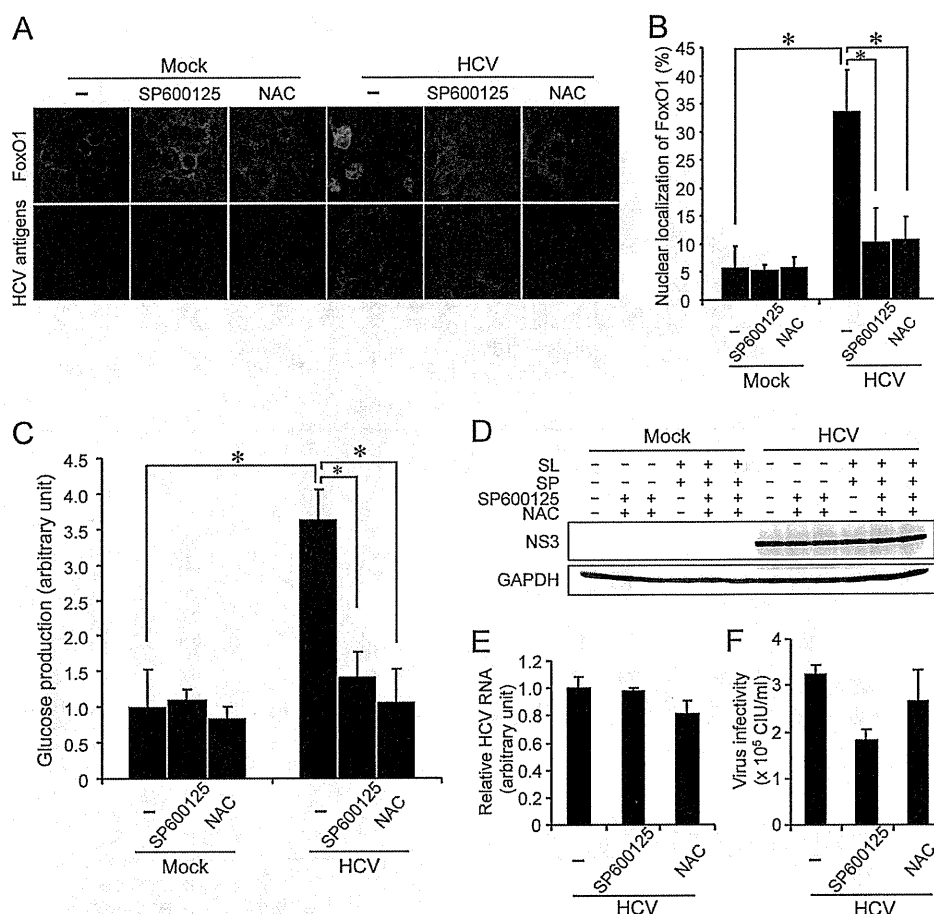 A
Mock HCV
– SP600125 NAC – SP600125 NAC
FoxO1
HCV antigens
B
Nuclear localization of FoxO1 (%)
45
40
35
30
25
20
15
10
5
0
* * *
– SP600125 NAC – SP600125 NAC
Mock HCV
C
Glucose production (arbitrary unit)
4.5
4.0
3.5
3.0
2.5
2.0
1.5
1.0
0.5
0
* * *
– SP600125 NAC – SP600125 NAC
Mock HCV
D
Mock HCV
SL – – – + + + – – – + + +
SP – – – + + + – – – + + +
SP600125 – + + – + + – + + – + +
NAC – + + – + + – + + – + +
NS3
GAPDH
E
Relative HCV RNA
(arbitrary unit)
1.2
1.0
0.8
0.6
0.4
0.2
0.0
– SP600125 NAC
HCV
F
Virus infectivity
(x 10⁵ CIU/ml)
4
3
2
1
0
– SP600125 NAC
HCV